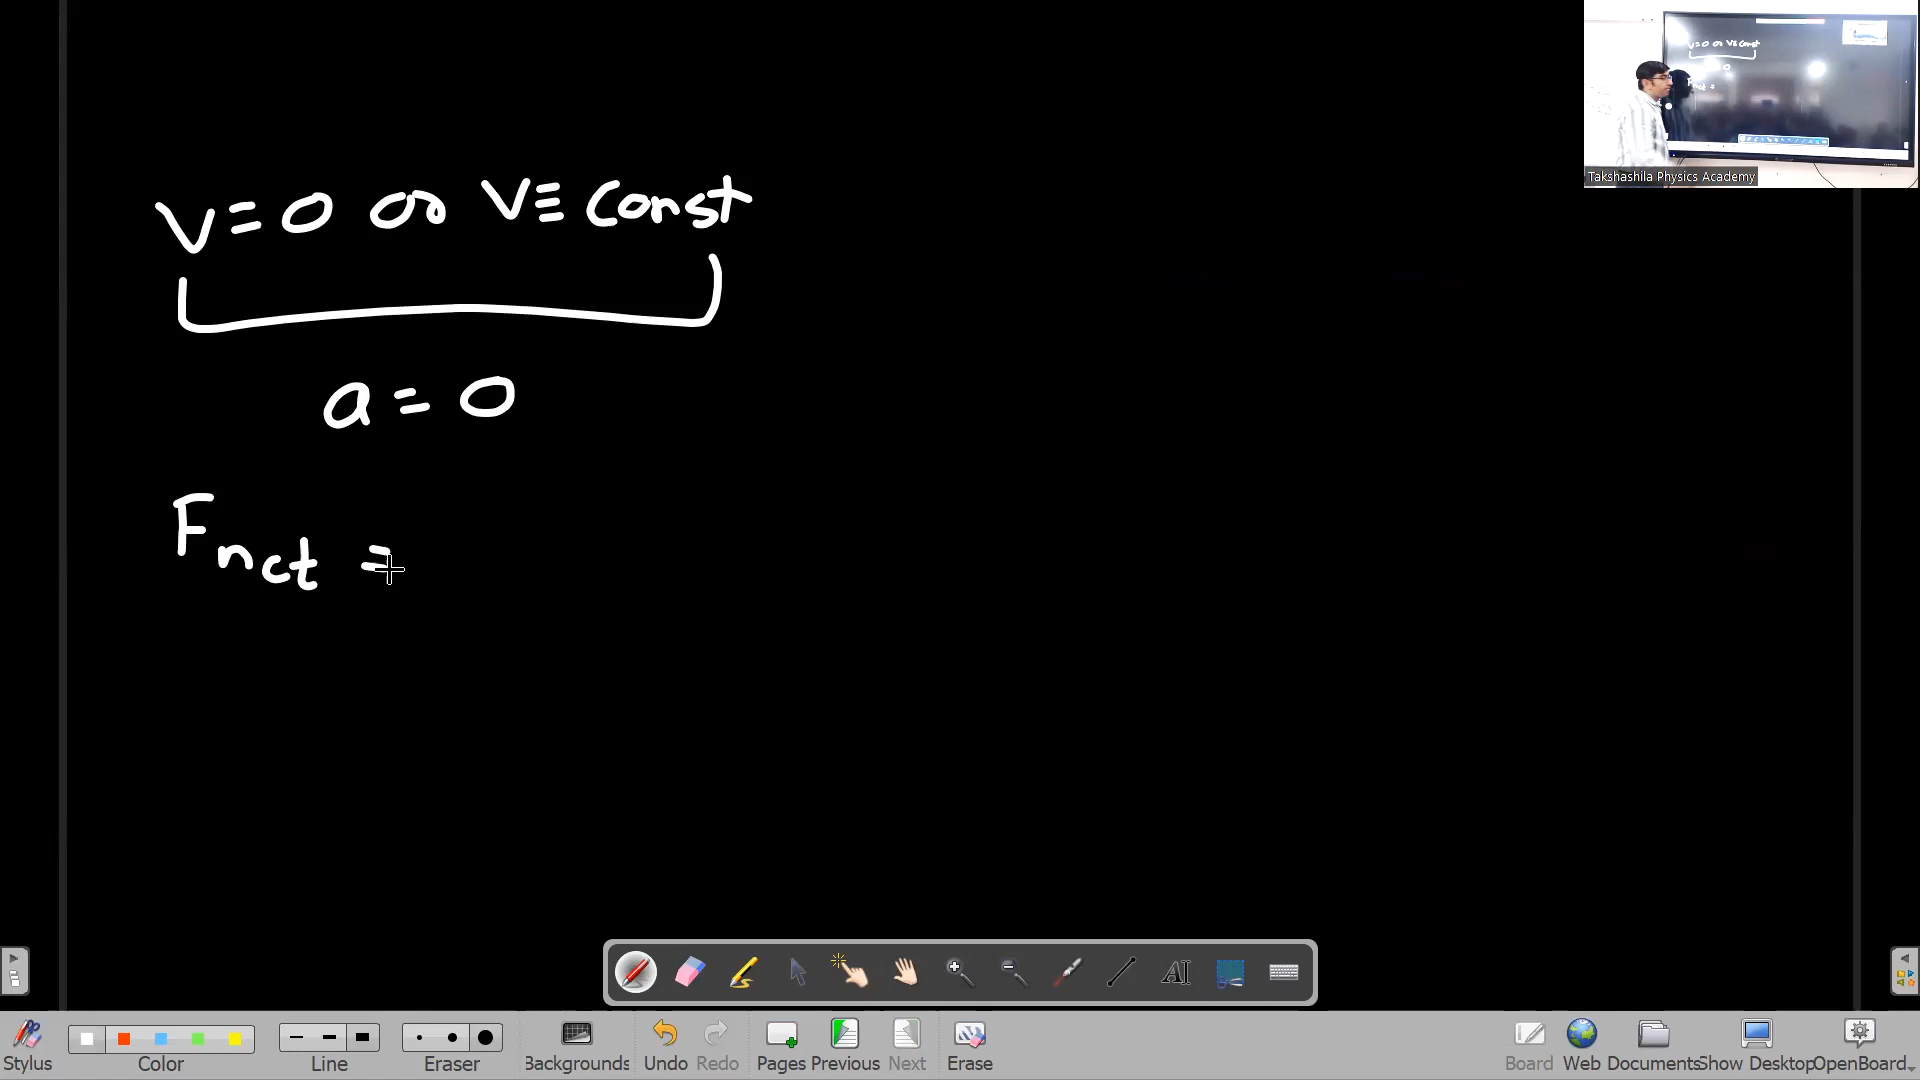 Takshashila Physics Academy
v=0 or v≡ const
a=0
Fnct =
Stylus
Color
Line
Eraser
Backgrounds
Undo
Redo
Pages
Previous
Next
Erase
Board
Web
Documents
Show Desktop
OpenBoard